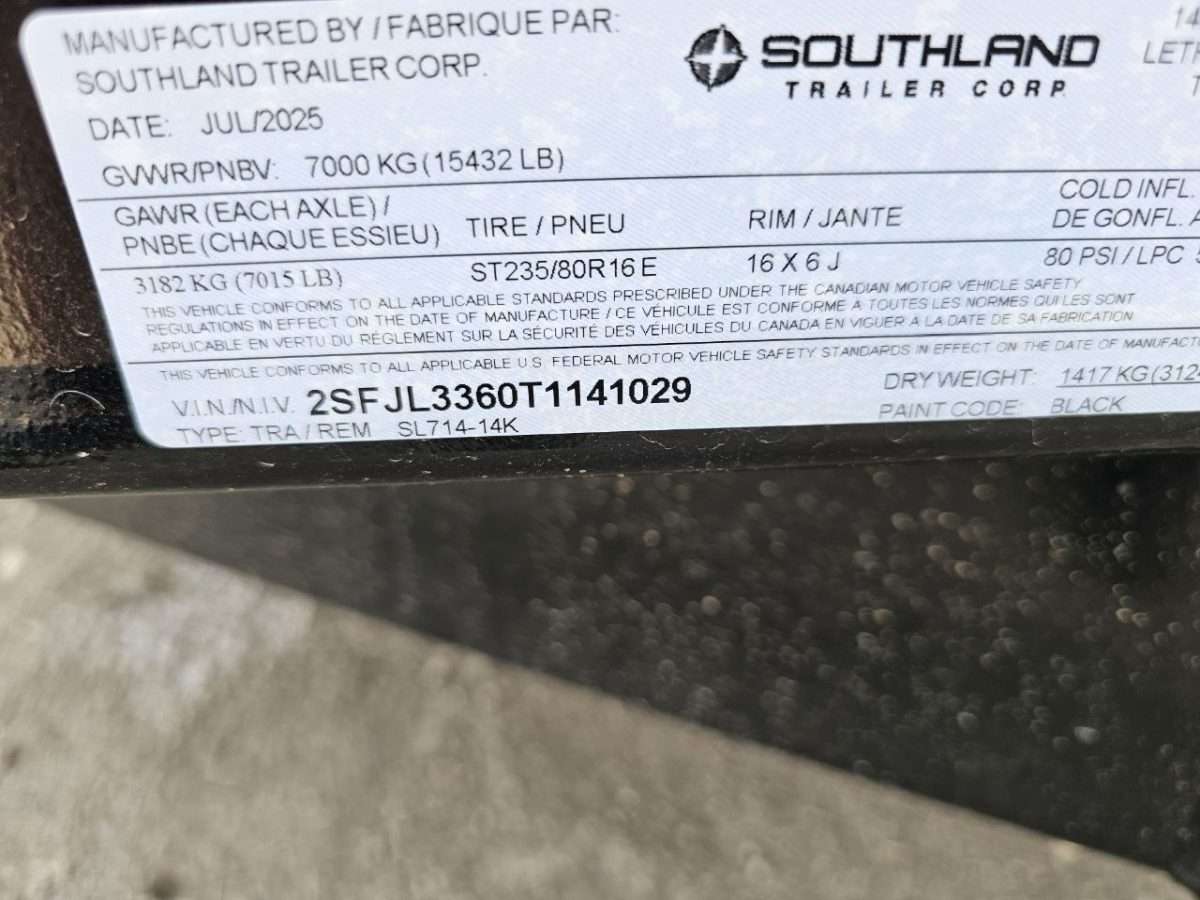 MANUFACTURED BY / FABRIQUE PAR:
SOUTHLAND TRAILER CORP.
SOUTHLAND
TRAILER CORP.
DATE: JUL/2025
GVWR/PNBV: 7000 KG (15432 LB)
GAWR (EACH AXLE) /
PNBE (CHAQUE ESSIEU)
TIRE / PNEU
RIM / JANTE
COLD INFL.
DE GONFL. A
3182 KG (7015 LB)
ST235/80R16 E
16 X 6 J
80 PSI / LPC
THIS VEHICLE CONFORMS TO ALL APPLICABLE STANDARDS PRESCRIBED UNDER THE CANADIAN MOTOR VEHICLE SAFETY
REGULATIONS IN EFFECT ON THE DATE OF MANUFACTURE / CE VÉHICULE EST CONFORME A TOUTES LES NORMES QUI LES SONT
APPLICABLE EN VERTU DU RÉGLEMENT SUR LA SÉCURITÉ DES VÉHICULES DU CANADA EN VIGUER A LA DATE DE SA FABRICATION
THIS VEHICLE CONFORMS TO ALL APPLICABLE U.S. FEDERAL MOTOR VEHICLE SAFETY STANDARDS IN EFFECT ON THE DATE OF MANUFACTU
V.I.N./N.I.V. 2SFJL3360T1141029
DRY WEIGHT: 1417 KG (3124
TYPE: TRA / REM SL714-14K
PAINT CODE: BLACK